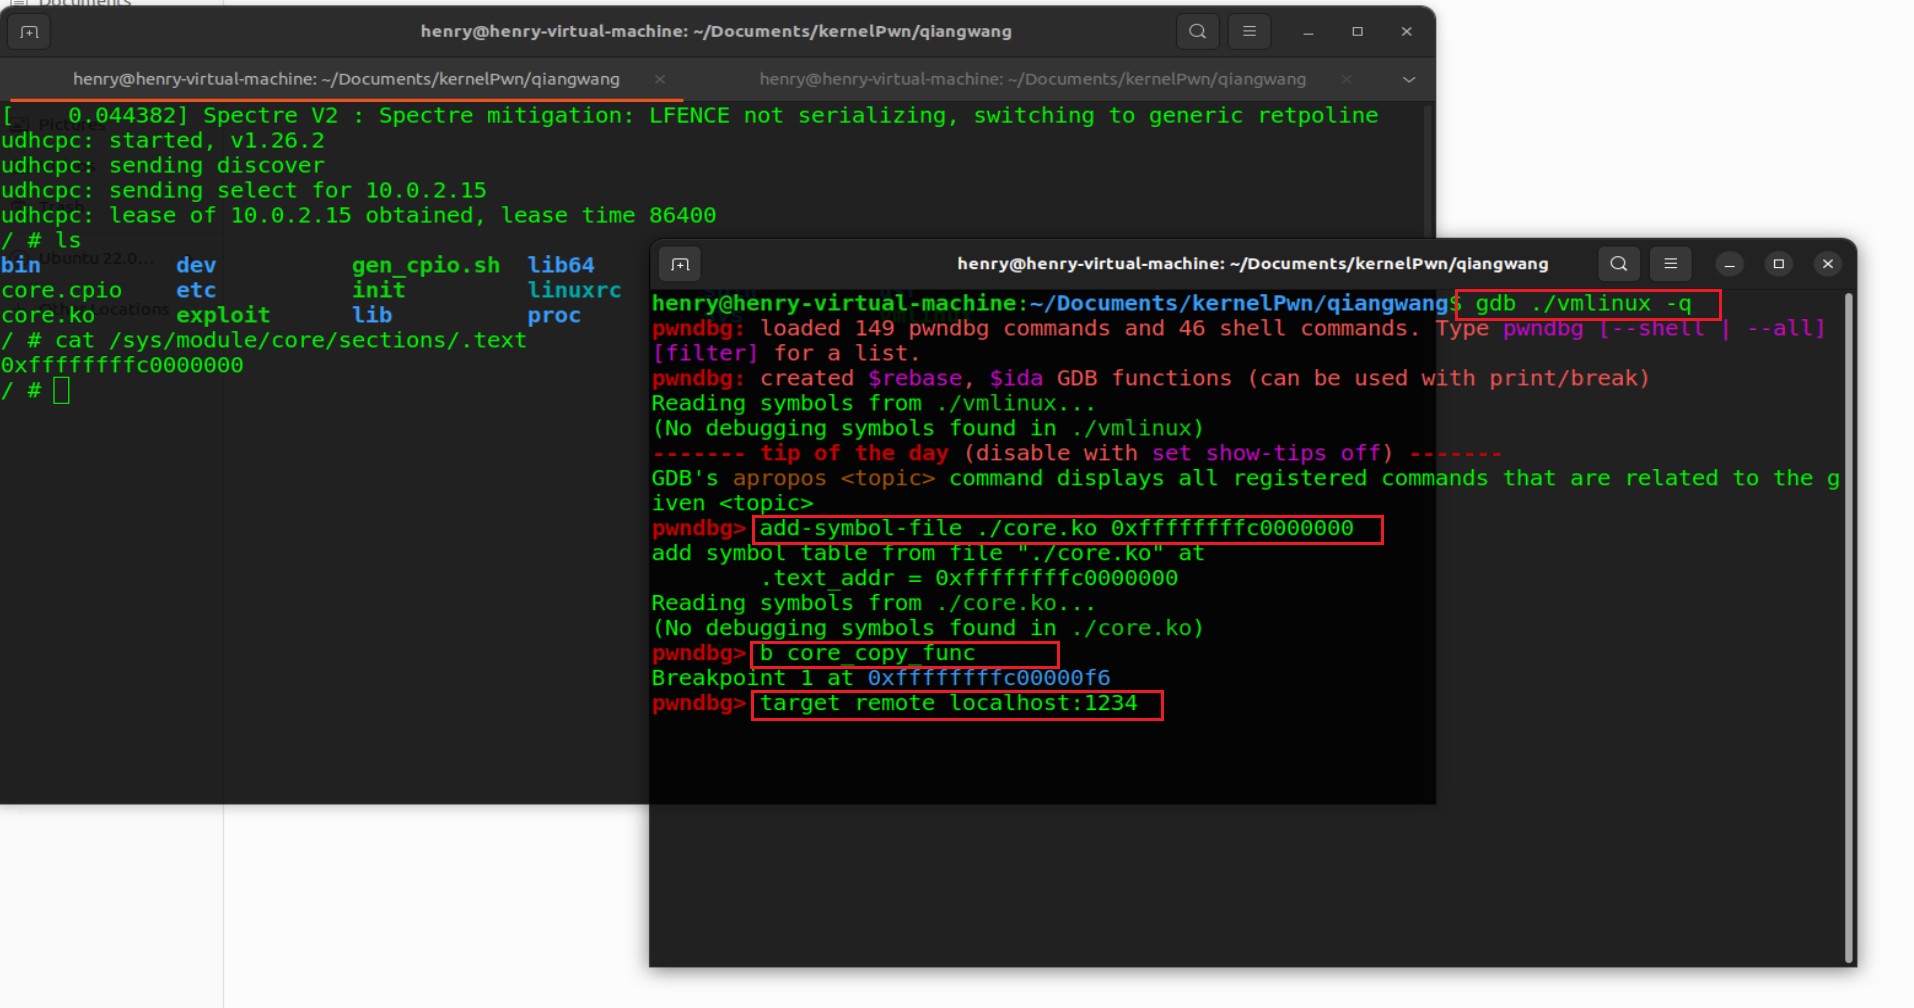 Documents
henry@henry-virtual-machine: ~/Documents/kernelPwn/qiangwang
henry@henry-virtual-machine: ~/Documents/kernelPwn/qiangwang
henry@henry-virtual-machine: ~/Documents/kernelPwn/qiangwang
[    0.044382] Spectre V2 : Spectre mitigation: LFENCE not serializing, switching to generic retpoline
Pictures
udhcpc: started, v1.26.2
udhcpc: sending discover
udhcpc: sending select for 10.0.2.15
Trash
udhcpc: lease of 10.0.2.15 obtained, lease time 86400
/ # ls
Ubuntu 22.0...
bin          dev          gen_cpio.sh  lib64
core.cpio    etc          init         linuxrc
Other Locations
core.ko      exploit      lib          proc
/ # cat /sys/module/core/sections/.text
0xffffffffc0000000
/ #
henry@henry-virtual-machine: ~/Documents/kernelPwn/qiangwang
henry@henry-virtual-machine:~/Documents/kernelPwn/qiangwang$ gdb ./vmlinux -q
pwndbg: loaded 149 pwndbg commands and 46 shell commands. Type pwndbg [--shell | --all]
[filter] for a list.
pwndbg: created $rebase, $ida GDB functions (can be used with print/break)
Reading symbols from ./vmlinux...
(No debugging symbols found in ./vmlinux)
------- tip of the day (disable with set show-tips off) -------
GDB's apropos <topic> command displays all registered commands that are related to the g
iven <topic>
pwndbg> add-symbol-file ./core.ko 0xffffffffc0000000
add symbol table from file "./core.ko" at
        .text_addr = 0xffffffffc0000000
Reading symbols from ./core.ko...
(No debugging symbols found in ./core.ko)
pwndbg> b core_copy_func
Breakpoint 1 at 0xffffffffc00000f6
pwndbg> target remote localhost:1234